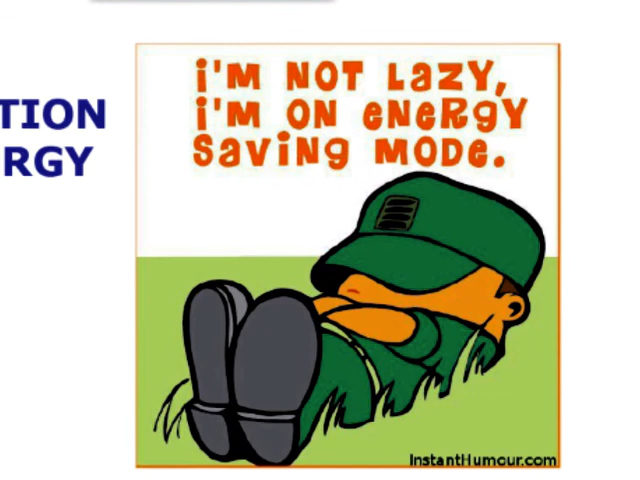 TION
RGY
i'M NOT LaZY,
i'M ON eNeRgY
SaViNg MODe.
InstantHumour.com